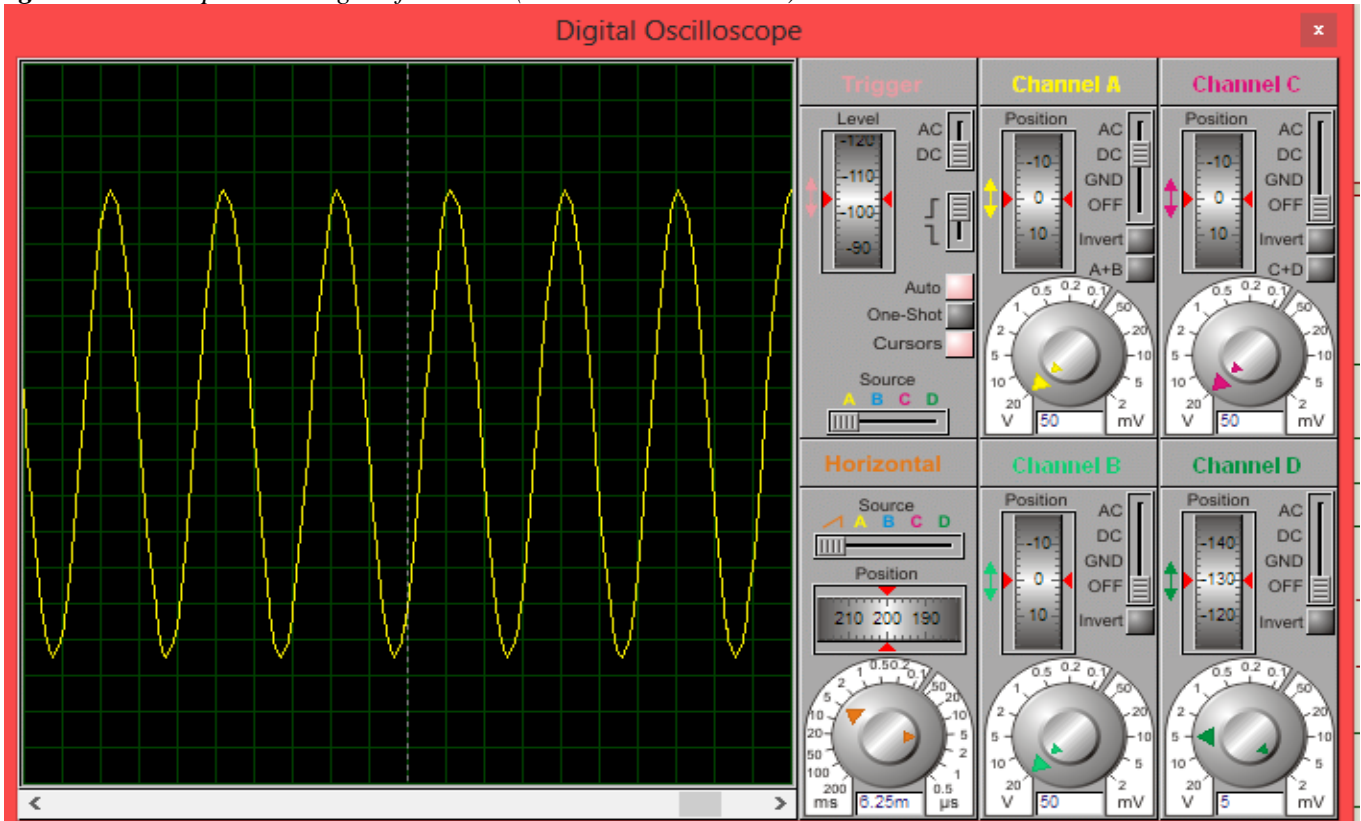 Digital Oscilloscope
x
Trigger
Level
-120
-110
-100
-90
AC
DC
Auto
One-Shot
Cursors
Source
A B C D
Channel A
Position
-10
0
10
AC
DC
GND
OFF
Invert
A+B
20 10 5 2 1 0.5 0.2 0.1 50 20 10 5 2
V 50 mV
Channel C
Position
-10
0
10
AC
DC
GND
OFF
Invert
C+D
20 10 5 2 1 0.5 0.2 0.1 50 20 10 5 2
V 50 mV
Horizontal
Source
A B C D
Position
210 200 190
200 100 50 20 10 5 2 1 0.5 0.2 0.1 50 20 10 5 2 1 0.5
ms 6.25m µs
Channel B
Position
-10
0
10
AC
DC
GND
OFF
Invert
20 10 5 2 1 0.5 0.2 0.1 50 20 10 5 2
V 50 mV
Channel D
Position
-140
-130
-120
AC
DC
GND
OFF
Invert
20 10 5 2 1 0.5 0.2 0.1 50 20 10 5 2
V 5 mV